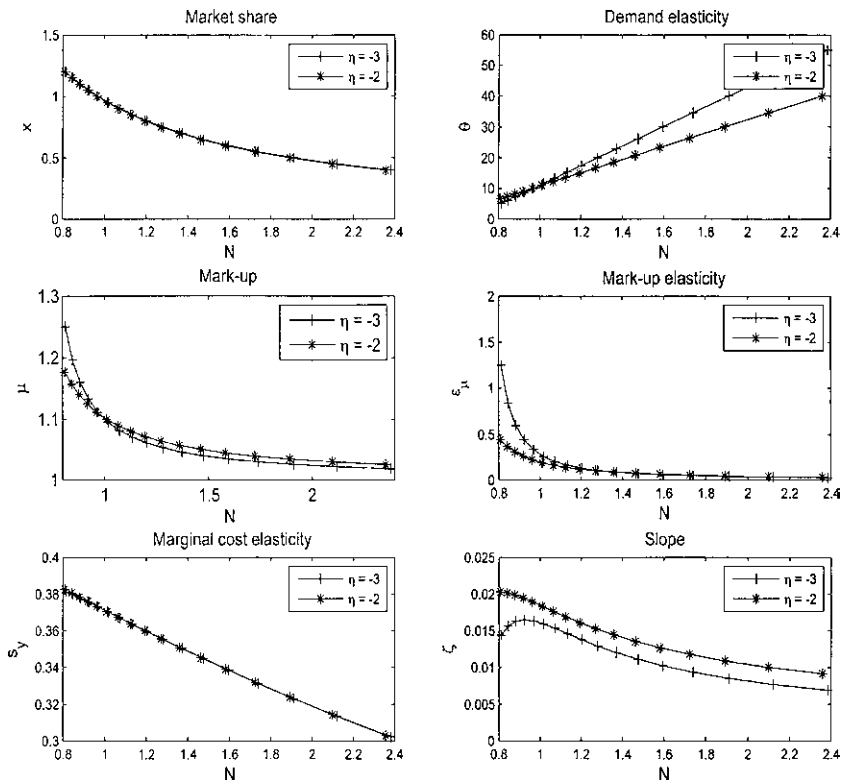 Market share
1.5
1
0.5
0
x
0.8 1 1.2 1.4 1.6 1.8 2 2.2 2.4
N
η = -3
η = -2
Demand elasticity
60
50
40
30
20
10
0
θ
0.8 1 1.2 1.4 1.6 1.8 2 2.2 2.4
N
η = -3
η = -2
Mark-up
1.3
1.2
1.1
1
μ
1 1.5 2
N
η = -3
η = -2
Mark-up elasticity
2
1.5
1
0.5
0
εμ
0.8 1 1.2 1.4 1.6 1.8 2 2.2 2.4
N
η = -3
η = -2
Marginal cost elasticity
0.4
0.38
0.36
0.34
0.32
0.3
sy
0.8 1 1.2 1.4 1.6 1.8 2 2.2 2.4
N
η = -3
η = -2
Slope
0.025
0.02
0.015
0.01
0.005
0
ζ
0.8 1 1.2 1.4 1.6 1.8 2 2.2 2.4
N
η = -3
η = -2